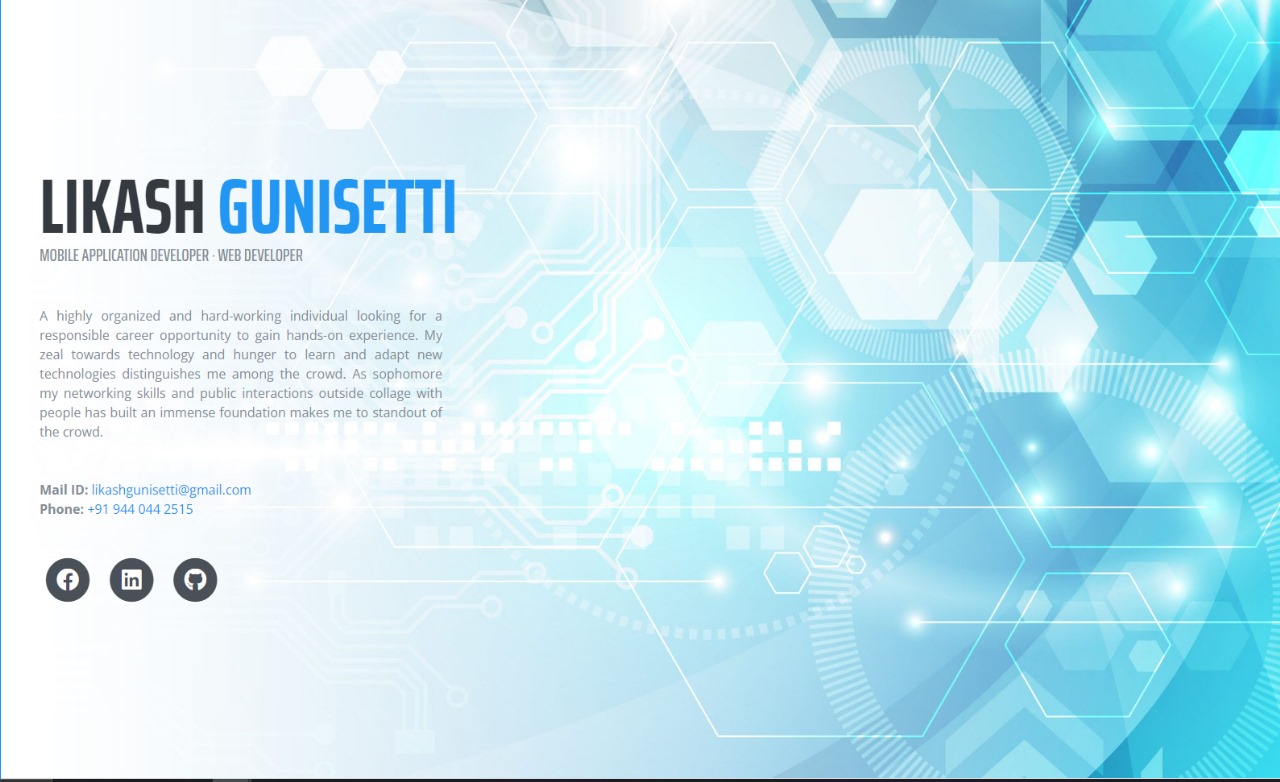 LIKASH GUNISETTI
MOBILE APPLICATION DEVELOPER · WEB DEVELOPER
A highly organized and hard-working individual looking for a
responsible career opportunity to gain hands-on experience. My
zeal towards technology and hunger to learn and adapt new
technologies distinguishes me among the crowd. As sophomore
my networking skills and public interactions outside collage with
people has built an immense foundation makes me to standout of
the crowd.
Mail ID: likashgunisetti@gmail.com
Phone: +91 944 044 2515